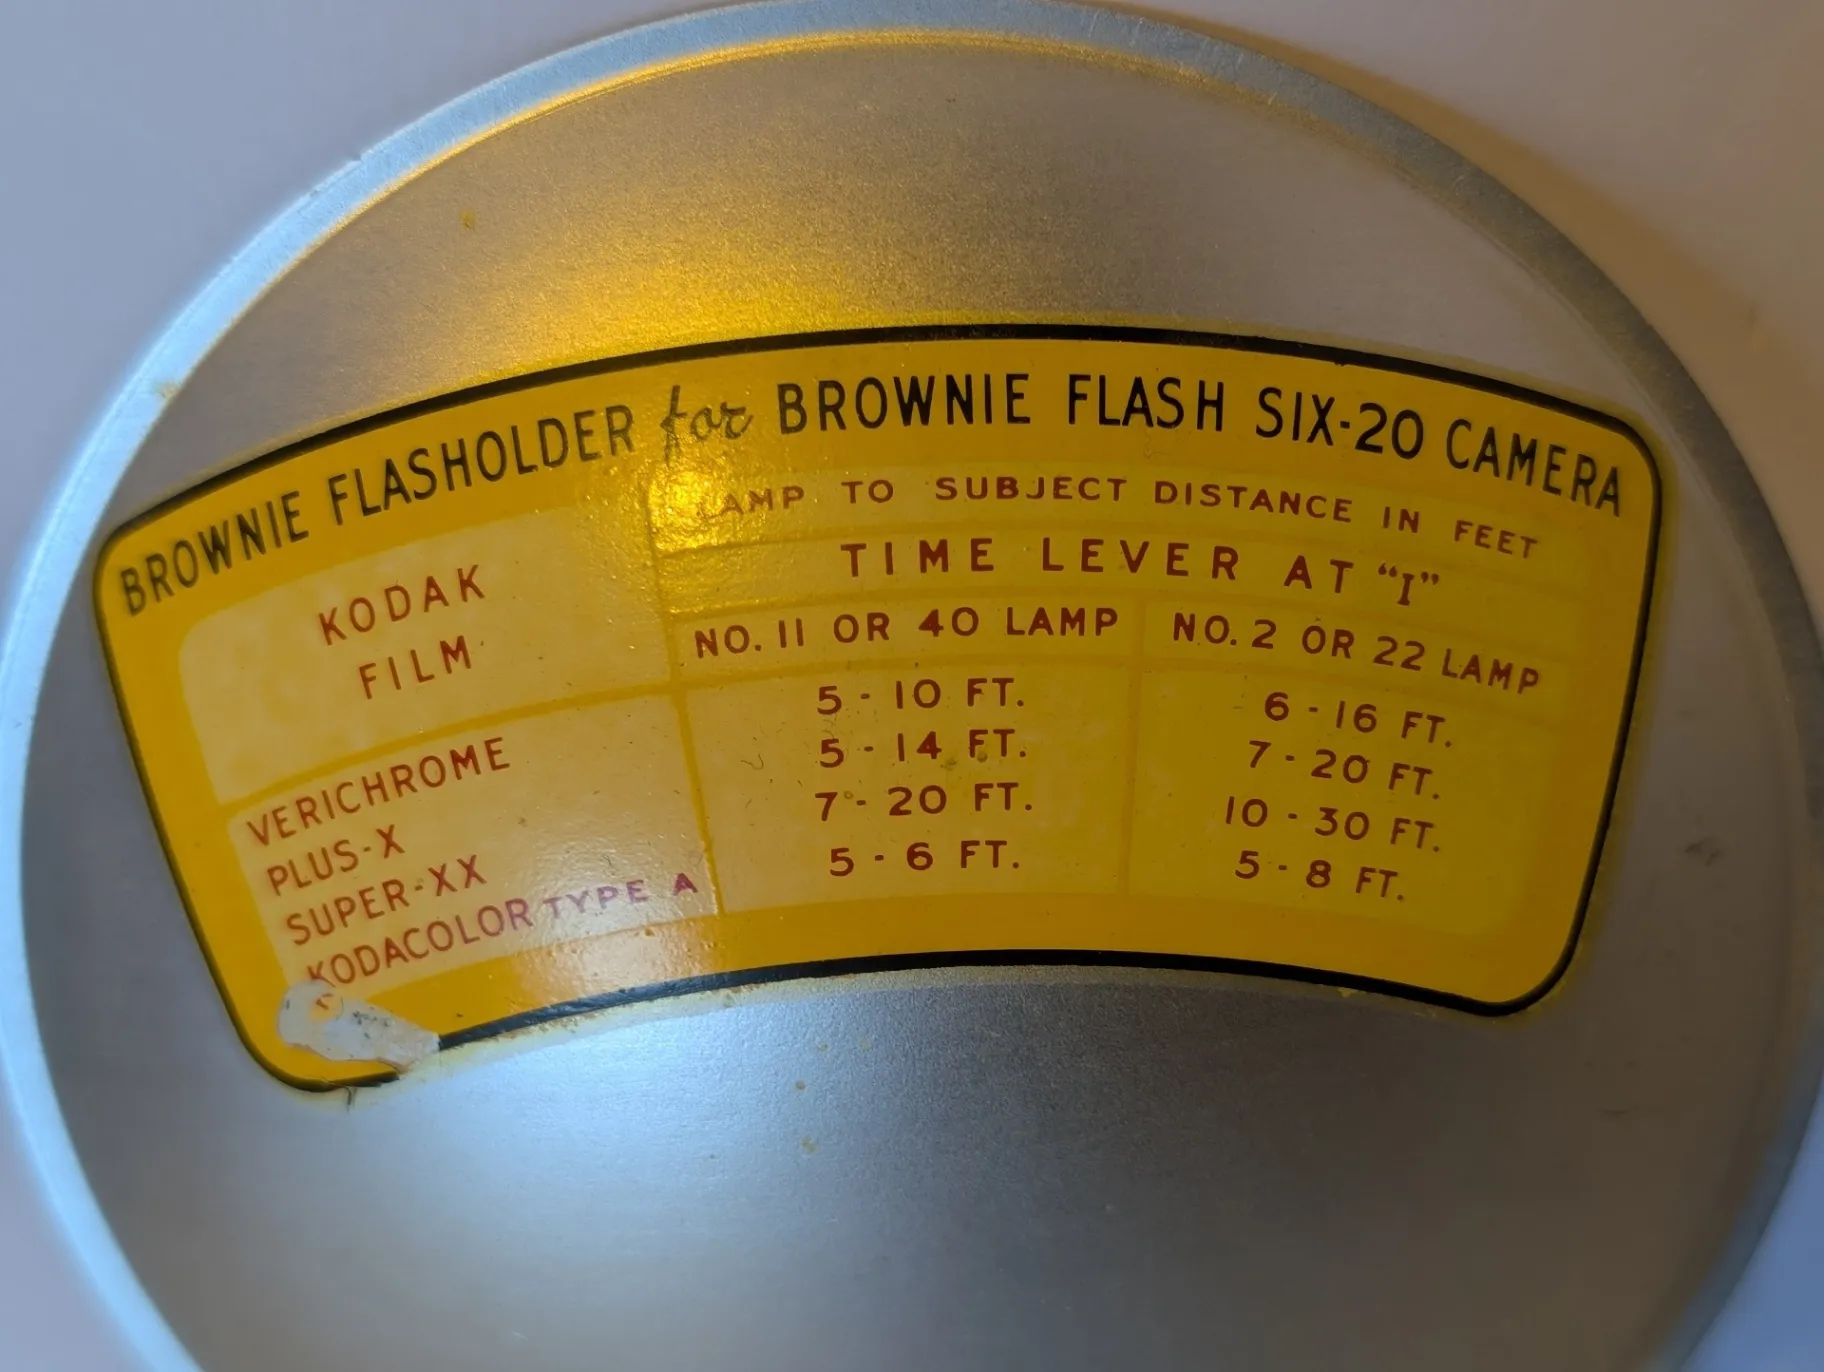 BROWNIE FLASHOLDER for BROWNIE FLASH SIX-20 CAMERA
KODAK
FILM
LAMP TO SUBJECT DISTANCE IN FEET
TIME LEVER AT "I"
NO. 11 OR 40 LAMP NO. 2 OR 22 LAMP
VERICHROME 5 - 10 FT. 6 - 16 FT.
PLUS-X 5 - 14 FT. 7 - 20 FT.
SUPER-XX 7 - 20 FT. 10 - 30 FT.
KODACOLOR TYPE A 5 - 6 FT. 5 - 8 FT.